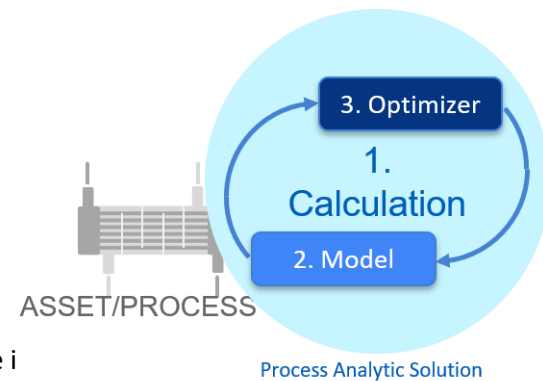 3. Optimizer
1.
Calculation
2. Model
ASSET/PROCESS
e i
Process Analytic Solution